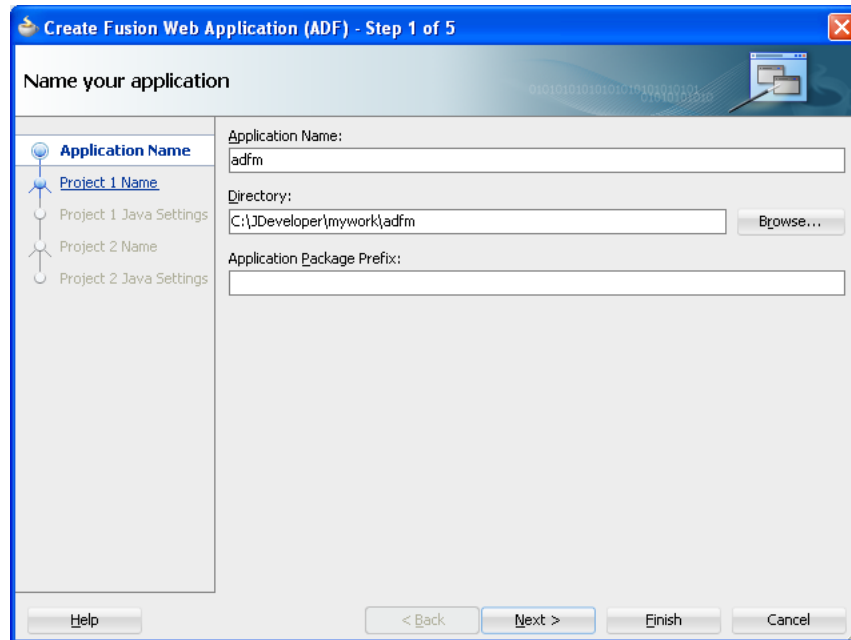 Create Fusion Web Application (ADF) - Step 1 of 5
Name your application
010101010101010101010101010101
01010101010
Application Name
Project 1 Name
Project 1 Java Settings
Project 2 Name
Project 2 Java Settings
Application Name:
adfm
Directory:
C:\JDeveloper\mywork\adfm
Browse...
Application Package Prefix:
Help
< Back
Next >
Finish
Cancel